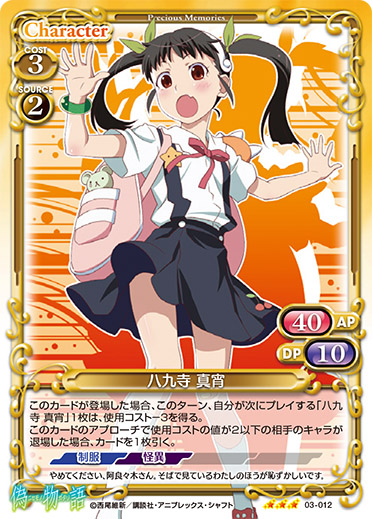 Precious Memories
Character
COST
3
SOURCE
2
40 AP
DP 10
八九寺 真宵
このカードが登場した場合、このターン、自分が次にプレイする「八九
寺 真宵」1枚は、使用コスト−3を得る。
このカードのアプローチで使用コストの値が2以下の相手のキャラが
退場した場合、カードを1枚引く。
制服 怪異
やめてください、阿良々木さん。そばで見ているわたしのほうが恥ずかしいです。
偽物語
©西尾維新／講談社・アニプレックス・シャフト
03-012